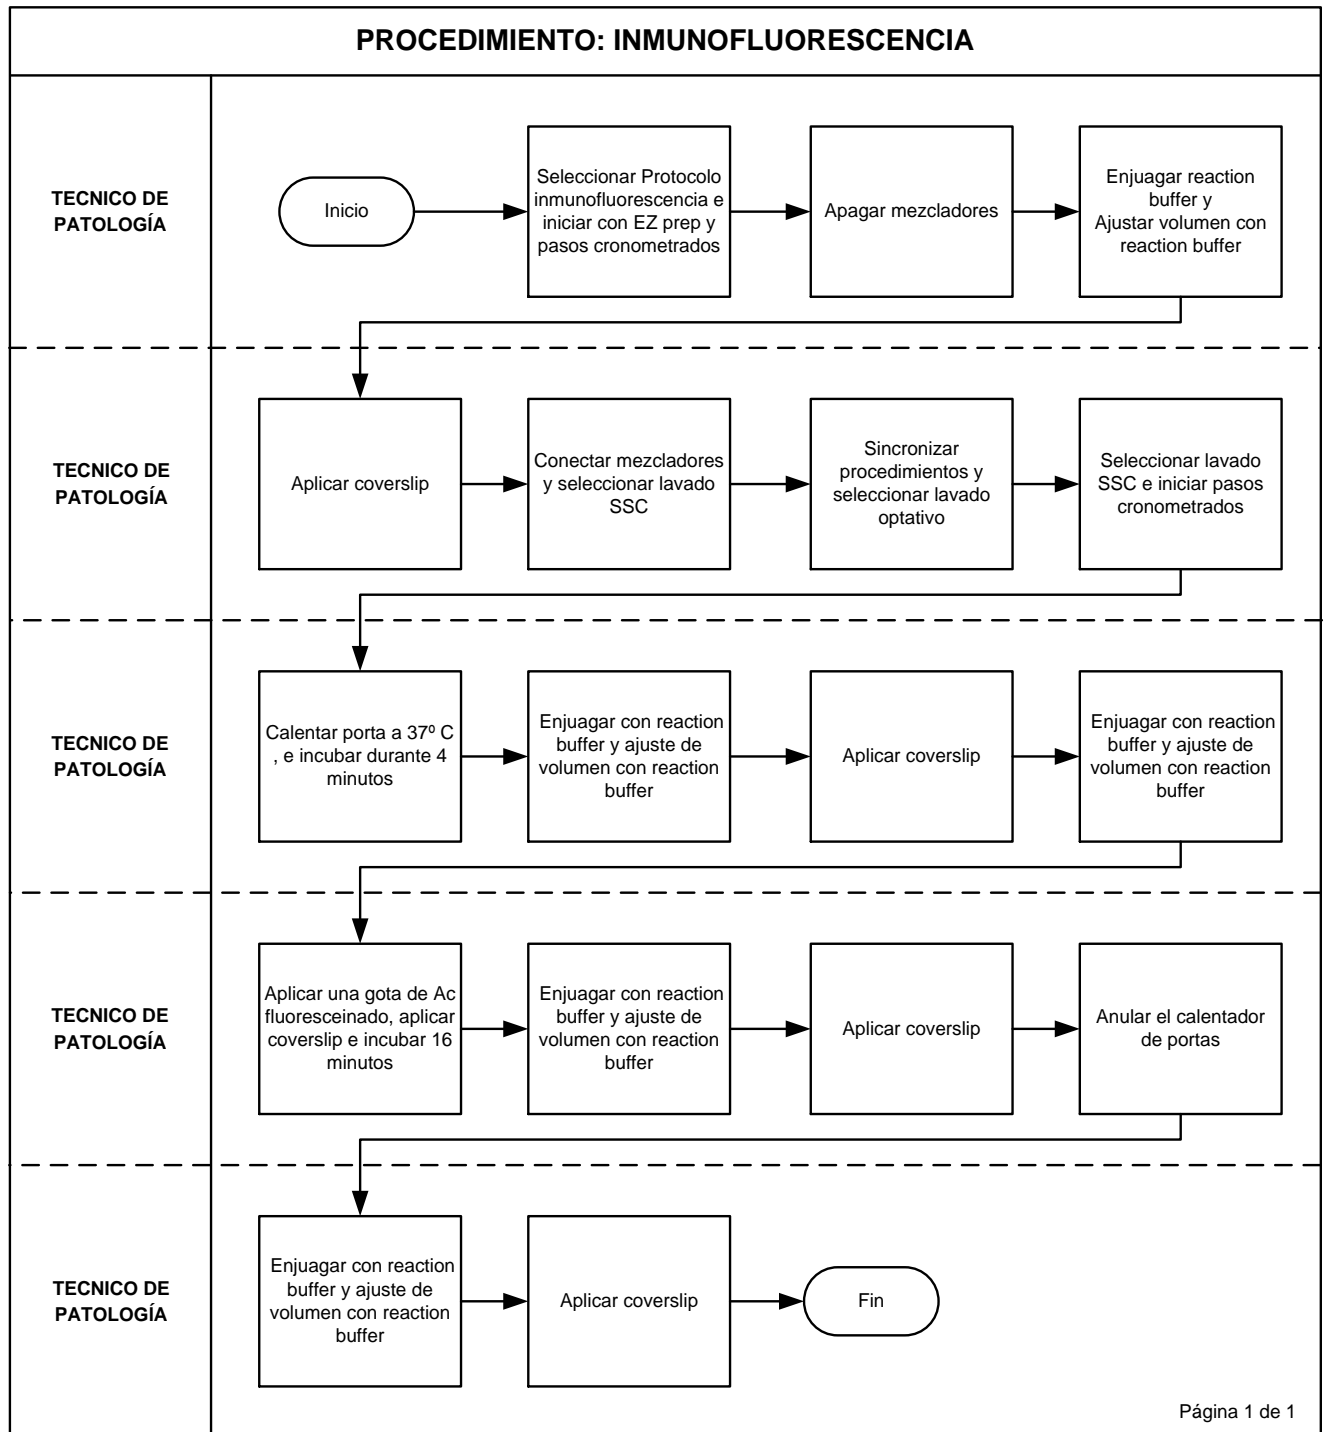 PROCEDIMIENTO: INMUNOFLUORESCENCIA
TECNICO DE
PATOLOGÍA
Inicio
Seleccionar Protocolo
inmunofluorescencia e
iniciar con EZ prep y
pasos cronometrados
Apagar mezcladores
Enjuagar reaction
buffer y
Ajustar volumen con
reaction buffer
TECNICO DE
PATOLOGÍA
Aplicar coverslip
Conectar mezcladores
y seleccionar lavado
SSC
Sincronizar
procedimientos y
seleccionar lavado
optativo
Seleccionar lavado
SSC e iniciar pasos
cronometrados
TECNICO DE
PATOLOGÍA
Calentar porta a 37º C
, e incubar durante 4
minutos
Enjuagar con reaction
buffer y ajuste de
volumen con reaction
buffer
Aplicar coverslip
Enjuagar con reaction
buffer y ajuste de
volumen con reaction
buffer
TECNICO DE
PATOLOGÍA
Aplicar una gota de Ac
fluoresceinado, aplicar
coverslip e incubar 16
minutos
Enjuagar con reaction
buffer y ajuste de
volumen con reaction
buffer
Aplicar coverslip
Anular el calentador
de portas
TECNICO DE
PATOLOGÍA
Enjuagar con reaction
buffer y ajuste de
volumen con reaction
buffer
Aplicar coverslip
Fin
Página 1 de 1